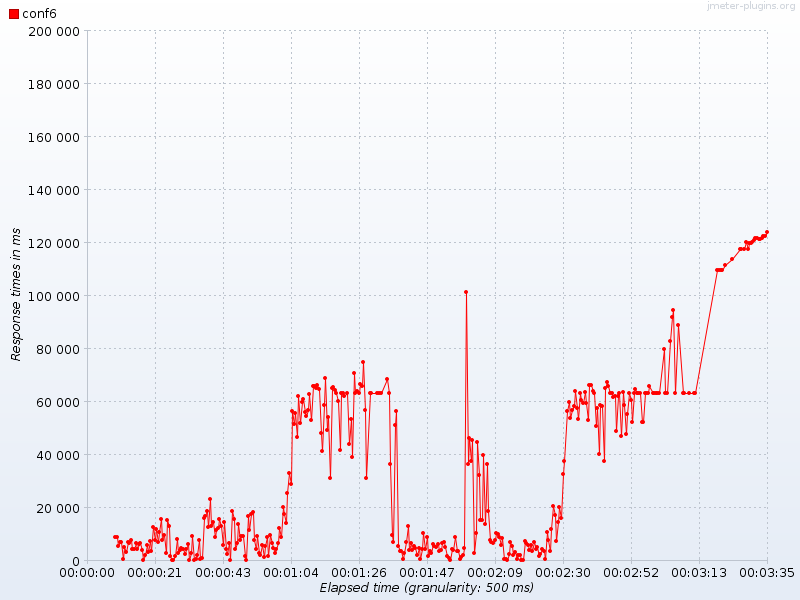 jmeter-plugins.org
conf6
200 000
180 000
160 000
140 000
120 000
100 000
80 000
60 000
40 000
20 000
0
Response times in ms
00:00:00 00:00:21 00:00:43 00:01:04 00:01:26 00:01:47 00:02:09 00:02:30 00:02:52 00:03:13 00:03:35
Elapsed time (granularity: 500 ms)